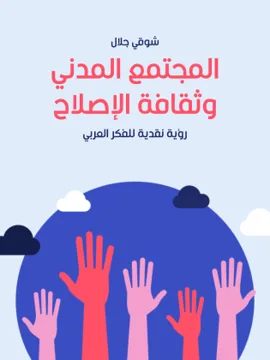 شوقي جلال
المجتمع المدني
وثقافة الإصلاح
رؤية نقدية للفكر العربي